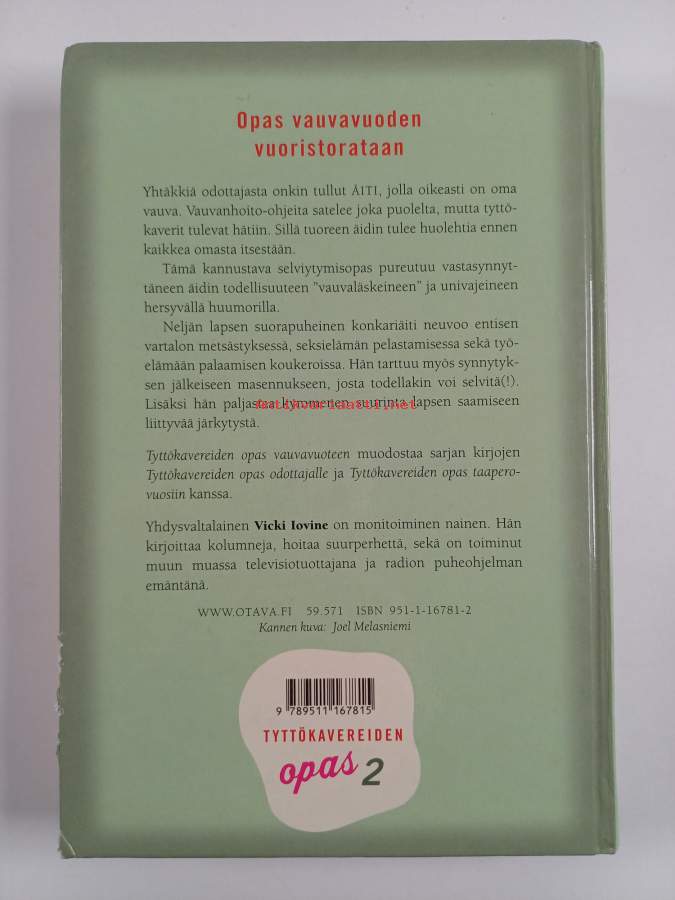 Opas vauvavuoden
vuoristorataan
Yhtäkkiä odottajasta onkin tullut ÄITI, jolla oikeasti on oma
vauva. Vauvanhoito-ohjeita satelee joka puolelta, mutta tyttö-
kaverit tulevat hätiin. Sillä tuoreen äidin tulee huolehtia ennen
kaikkea omasta itsestään.
Tämä kannustava selviytymisopas pureutuu vastasynnyt-
täneen äidin todellisuuteen "vauvaläskeineen" ja univajeineen
hersyvällä huumorilla.
Neljän lapsen suorapuheinen konkariäiti neuvoo entisen
vartalon metsästyksessä, seksielämän pelastamisessa sekä työ-
elämään palaamisen koukeroissa. Hän tarttuu myös synnytyk-
sen jälkeiseen masennukseen, josta todellakin voi selvitä(!).
Lisäksi hän paljastaa kymmenen suurinta lapsen saamiseen
antikvariaatti.net
liittyvää järkytystä.
Tyttökavereiden opas vauvavuoteen muodostaa sarjan kirjojen
Tyttökavereiden opas odottajalle ja Tyttökavereiden opas taapero-
vuosiin kanssa.
Yhdysvaltalainen Vicki Iovine on monitoiminen nainen. Hän
kirjoittaa kolumneja, hoitaa suurperhettä, sekä on toiminut
muun muassa televisiotuottajana ja radion puheohjelman
emäntänä.
WWW.OTAVA.FI 59.571 ISBN 951-1-16781-2
Kannen kuva: Joel Melasniemi
9 789511 167815
TYTTÖKAVEREIDEN
opas 2